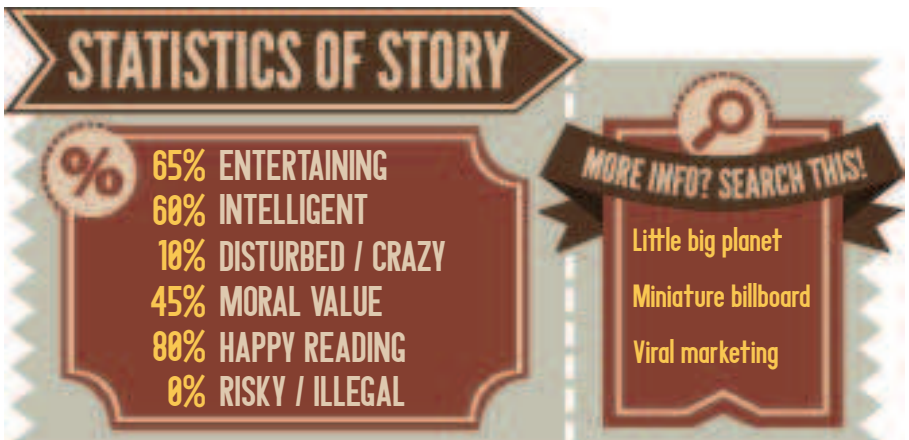 STATISTICS OF STORY
%
65% ENTERTAINING
60% INTELLIGENT
10% DISTURBED / CRAZY
45% MORAL VALUE
80% HAPPY READING
0% RISKY / ILLEGAL
MORE INFO? SEARCH THIS!
Little big planet
Miniature billboard
Viral marketing